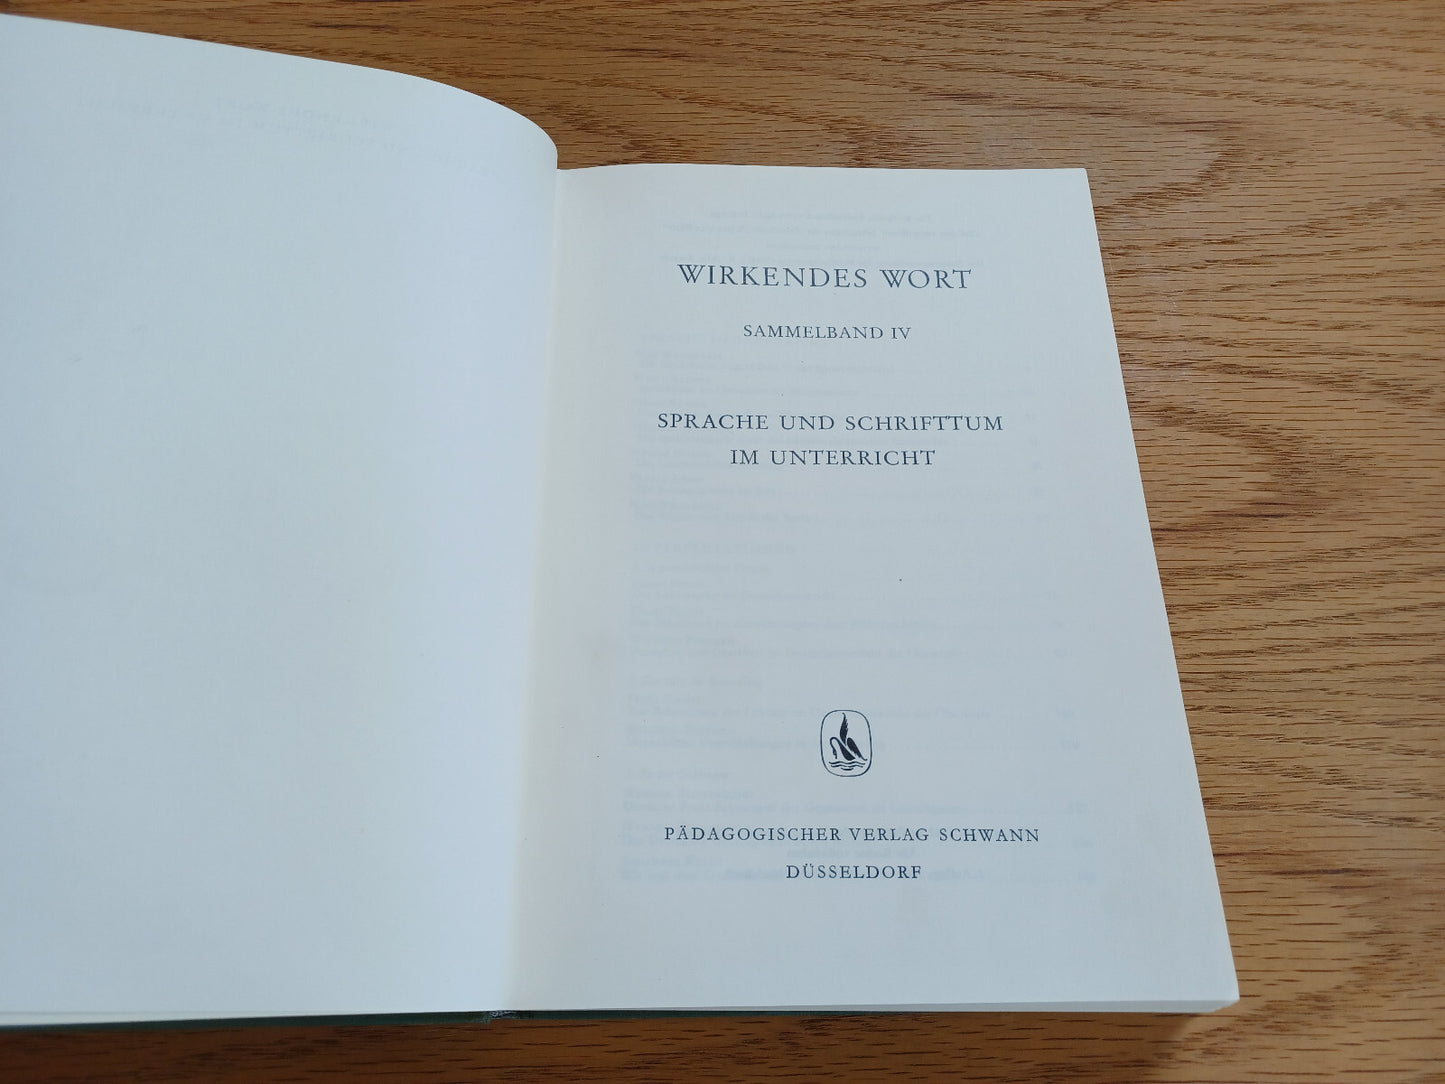 WIRKENDES WORT
SAMMELBAND IV
SPRACHE UND SCHRIFTTUM
IM UNTERRICHT
PÄDAGOGISCHER VERLAG SCHWANN
DÜSSELDORF